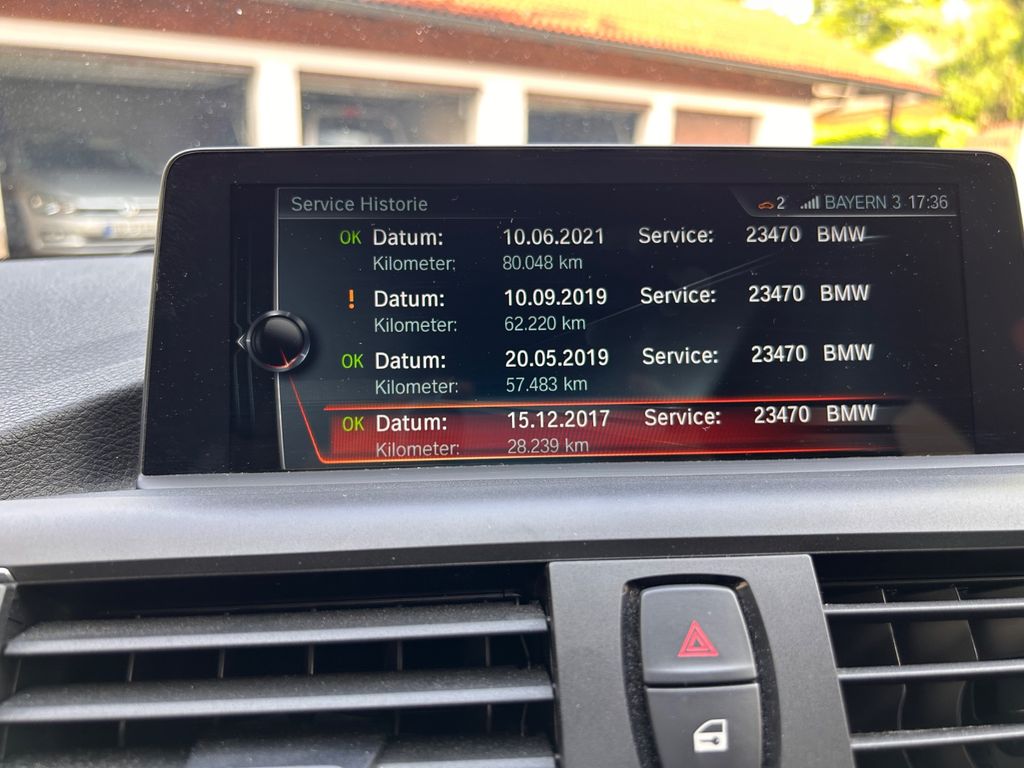 Service Historie 2 BAYERN 3 17:36
OK Datum: 10.06.2021 Service: 23470 BMW
Kilometer: 80.048 km
! Datum: 10.09.2019 Service: 23470 BMW
Kilometer: 62.220 km
OK Datum: 20.05.2019 Service: 23470 BMW
Kilometer: 57.483 km
OK Datum: 15.12.2017 Service: 23470 BMW
Kilometer: 28.239 km